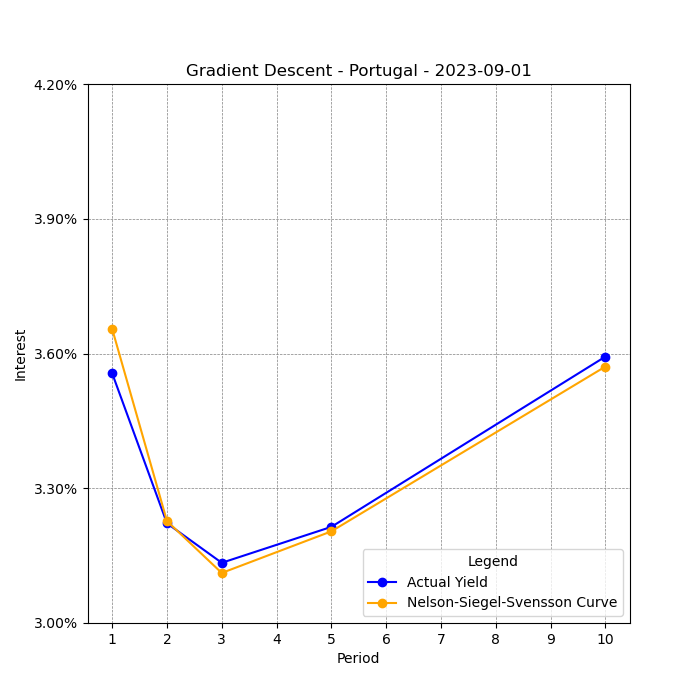 Gradient Descent - Portugal - 2023-09-01
4.20%
3.90%
3.60%
3.30%
3.00%
Interest
1 2 3 4 5 6 7 8 9 10
Period
Legend
Actual Yield
Nelson-Siegel-Svensson Curve